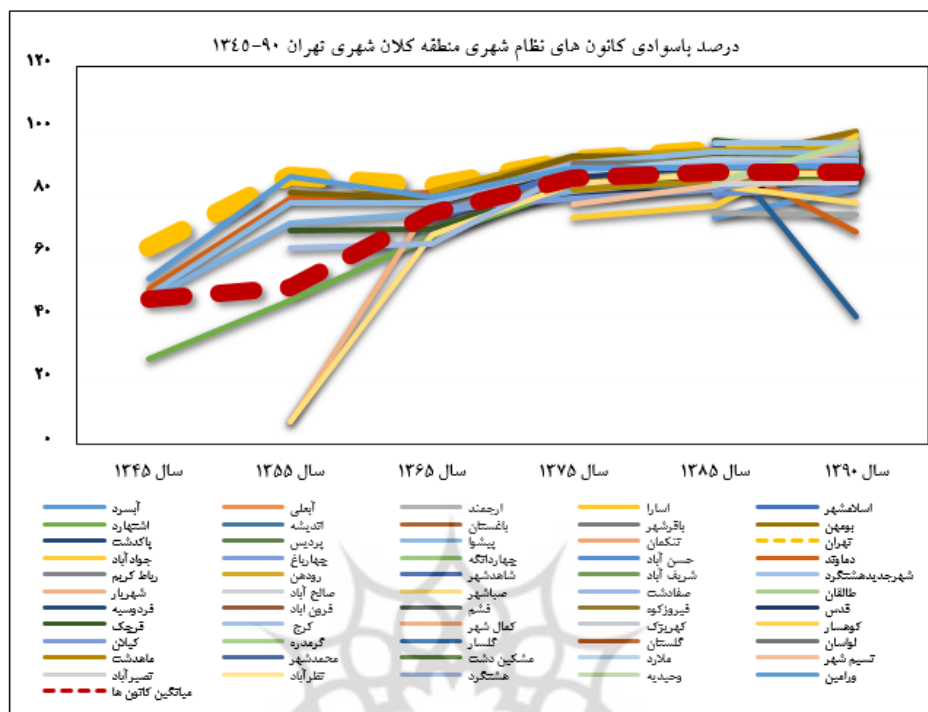 درصد باسوادی کانون های نظام شهری منطقه کلان شهری تهران ۹۰-۱۳۴۵
۱۲۰
۱۰۰
۸۰
۶۰
۴۰
۲۰
۰
سال ۱۳۴۵ سال ۱۳۵۵ سال ۱۳۶۵ سال ۱۳۷۵ سال ۱۳۸۵ سال ۱۳۹۰
آبسرد آبعلی ارجمند اسارا اسلامشهر
اشتهارد اندیشه باغستان باقرشهر بومهن
پاکدشت پردیس پیشوا تنکمان تهران
جوادآباد چهارباغ چهاردانگه حسن آباد دماوند
رباط کریم رودهن شاهدشهر شریف آباد شهرجدیدهشتگرد
شهریار صالح آباد صباشهر صفادشت طالقان
فردوسیه فرون اباد فشم فیروزکوه قدس
قرچک کرج کمال شهر کهریزک کوهسار
کیلان گرمدره گلسار گلستان لواسان
ماهدشت محمدشهر مشکین دشت ملارد نسیم شهر
نصیرآباد نظرآباد هشتگرد وحیدیه ورامین
میانگین کانون ها